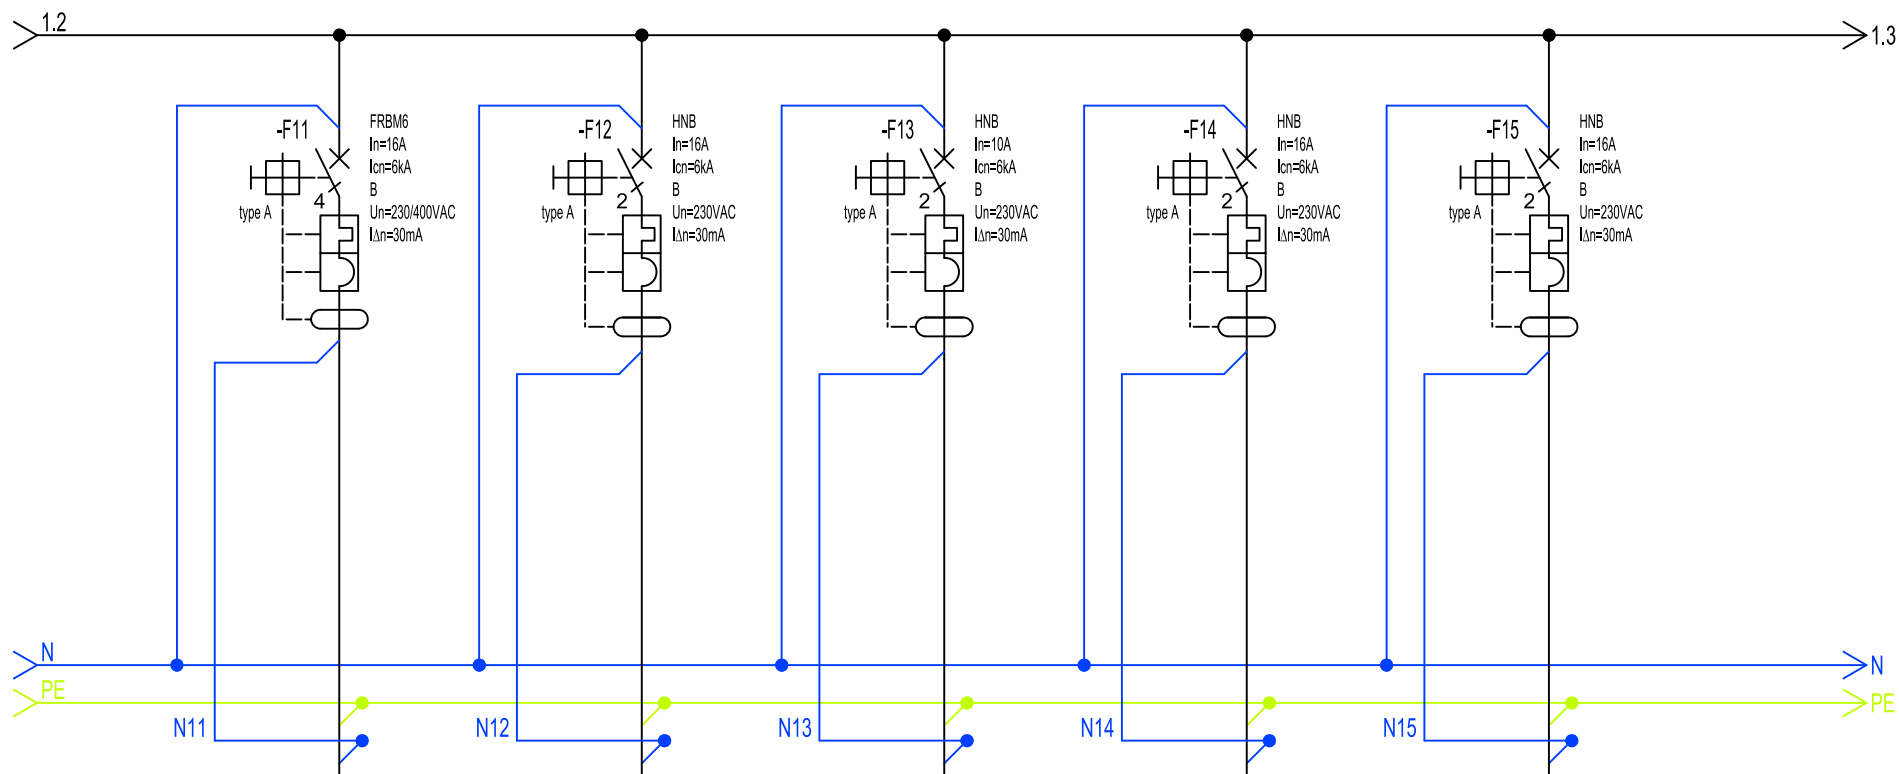 1.2
1.3
-F11
FRBM6
In=16A
Icn=6kA
B
Un=230/400VAC
IΔn=30mA
4
type A
-F12
HNB
In=16A
Icn=6kA
B
Un=230VAC
IΔn=30mA
2
type A
-F13
HNB
In=10A
Icn=6kA
B
Un=230VAC
IΔn=30mA
2
type A
-F14
HNB
In=16A
Icn=6kA
B
Un=230VAC
IΔn=30mA
2
type A
-F15
HNB
In=16A
Icn=6kA
B
Un=230VAC
IΔn=30mA
2
type A
N
N
PE
PE
N11
N12
N13
N14
N15